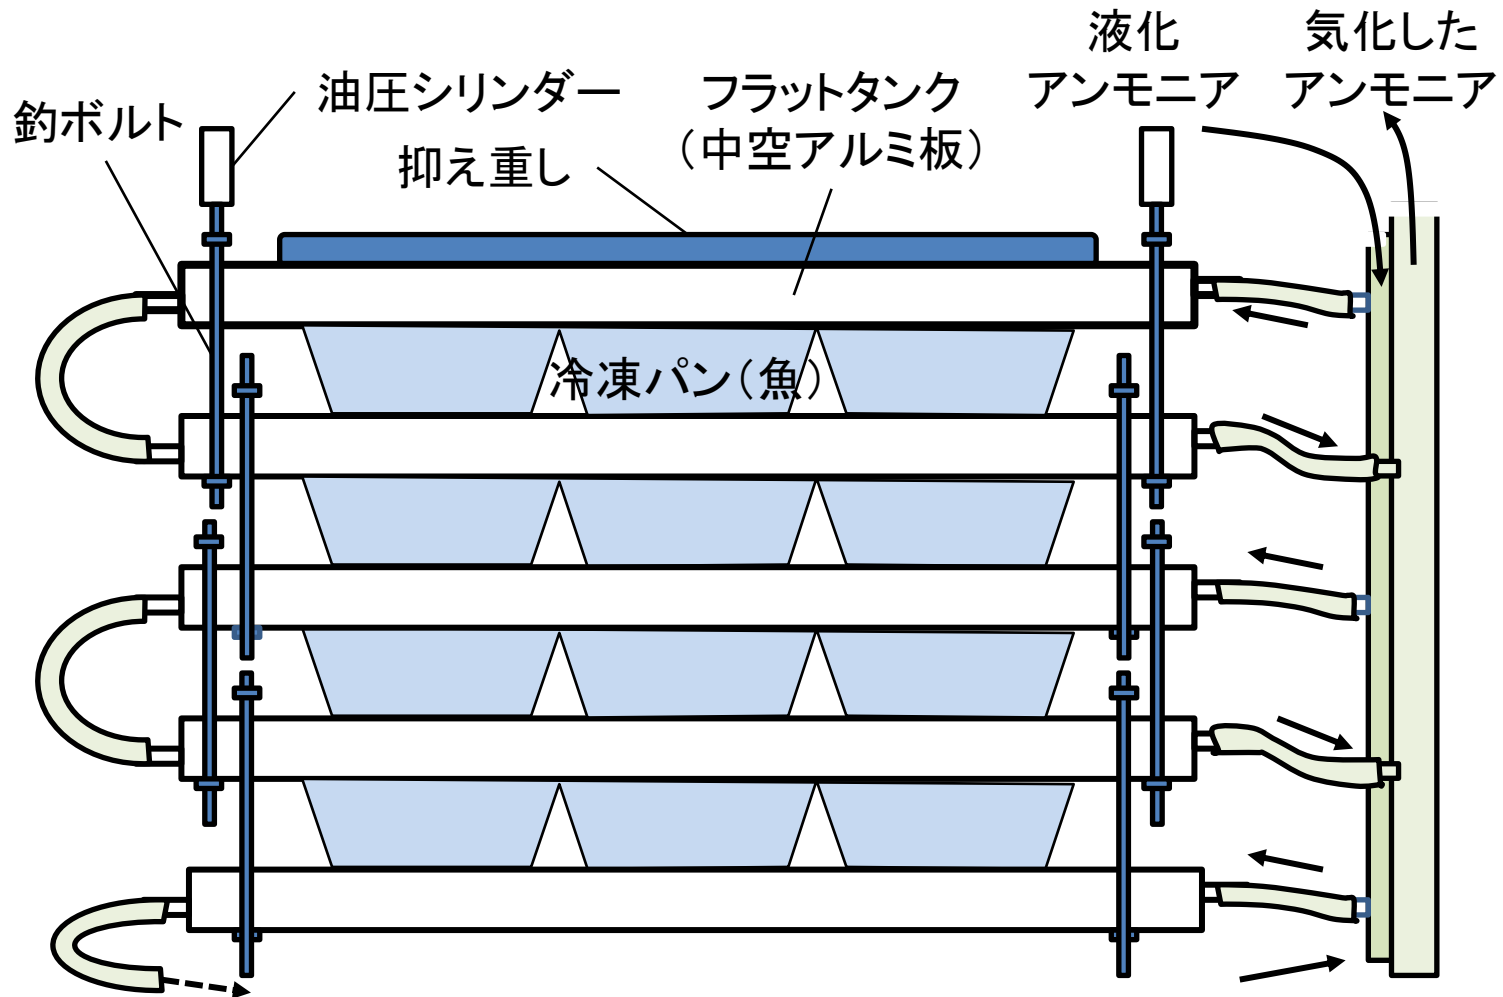 液化
アンモニア
気化した
アンモニア
油圧シリンダー
フラットタンク
（中空アルミ板）
釣ボルト
抑え重し
冷凍パン（魚）